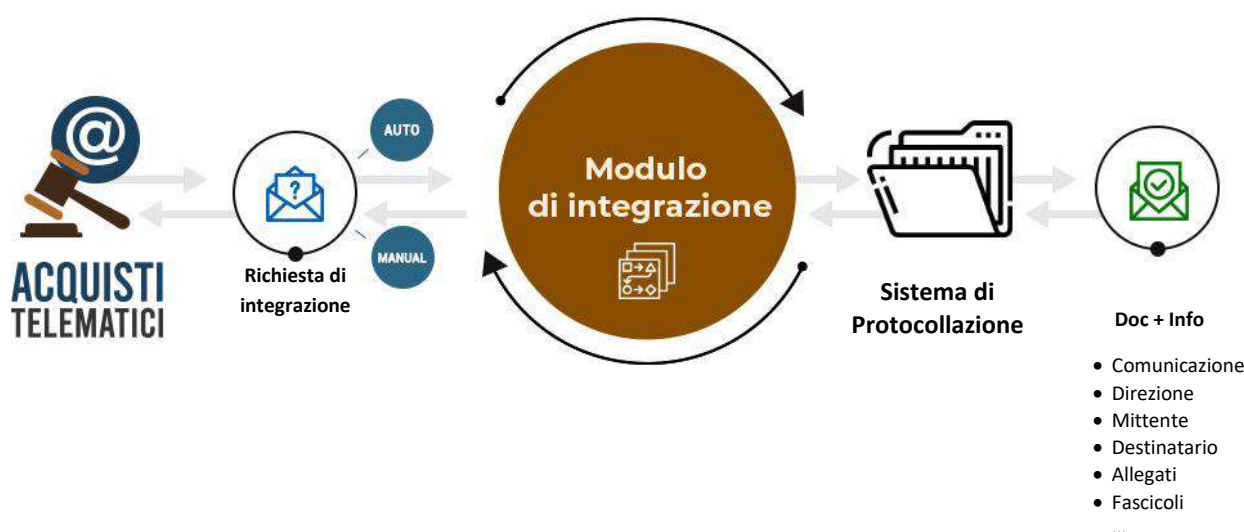 @
ACQUISTI
TELEMATICI
?
Richiesta di
integrazione
AUTO
MANUAL
Modulo
di integrazione
Sistema di
Protocollazione
Doc + Info
• Comunicazione
• Direzione
• Mittente
• Destinatario
• Allegati
• Fascicoli
...